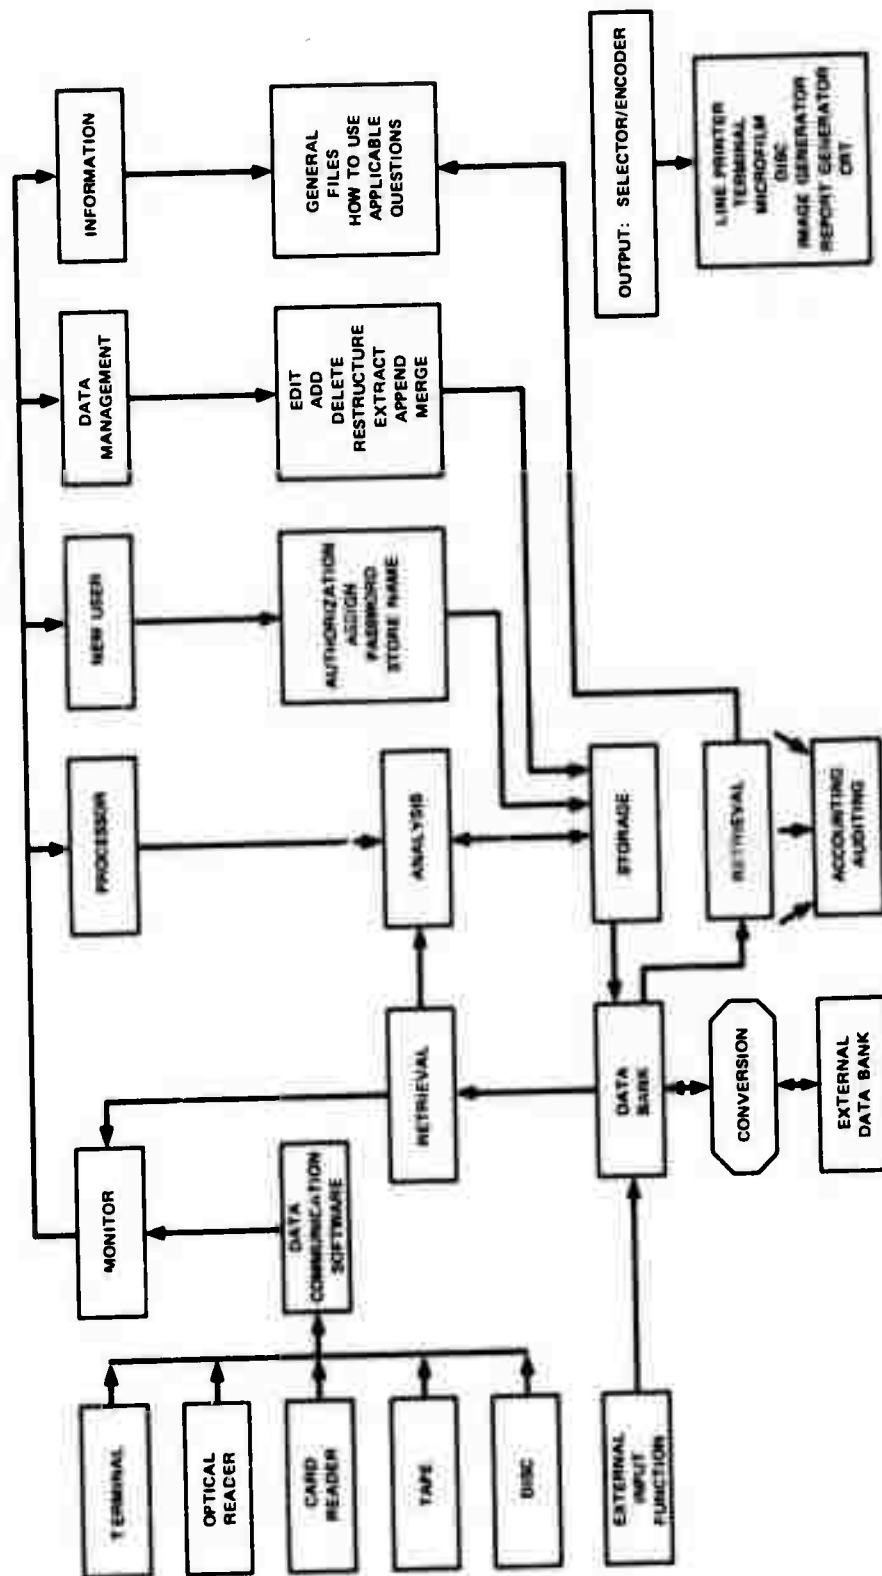 TERMINAL
OPTICAL
READER
CARD
READER
TAPE
DISC
EXTERNAL
INPUT
FUNCTION
MONITOR
DATA
COMMUNICATION
SOFTWARE
RETRIEVAL
DATA
BANK
CONVERSION
EXTERNAL
DATA BANK
PROCESSOR
ANALYSIS
STORAGE
RETRIEVAL
ACCOUNTING
AUDITING
NEW USER
AUTHORIZATION
ASSIGN
PASSWORD
STORE NAME
DATA
MANAGEMENT
EDIT
ADD
DELETE
RESTRUCTURE
EXTRACT
APPEND
MERGE
INFORMATION
GENERAL
FILES
HOW TO USE
APPLICABLE
QUESTIONS
OUTPUT: SELECTOR/ENCODER
LINE PRINTER
TERMINAL
MICROFILM
DISC
IMAGE GENERATOR
REPORT GENERATOR
CRT